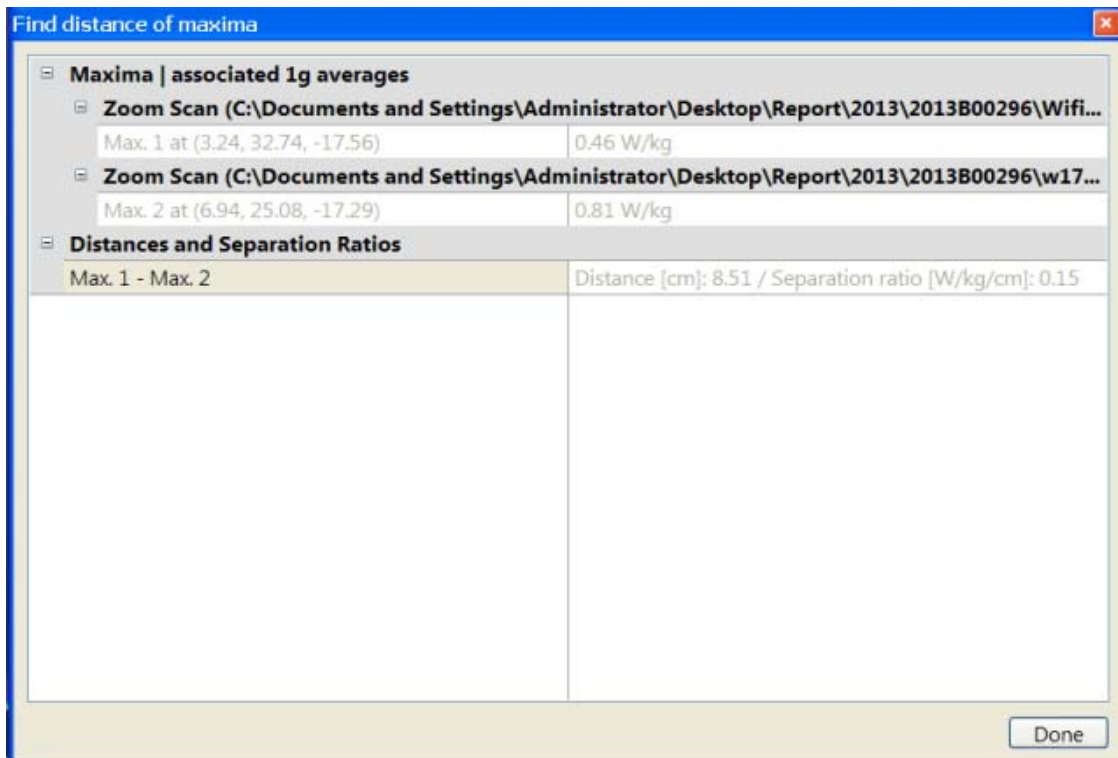 Find distance of maxima
Maxima | associated 1g averages
Zoom Scan (C:\Documents and Settings\Administrator\Desktop\Report\2013\2013B00296\Wifi...
Max. 1 at (3.24, 32.74, -17.56) 0.46 W/kg
Zoom Scan (C:\Documents and Settings\Administrator\Desktop\Report\2013\2013B00296\w17...
Max. 2 at (6.94, 25.08, -17.29) 0.81 W/kg
Distances and Separation Ratios
Max. 1 - Max. 2 Distance [cm]: 8.51 / Separation ratio [W/kg/cm]: 0.15
Done